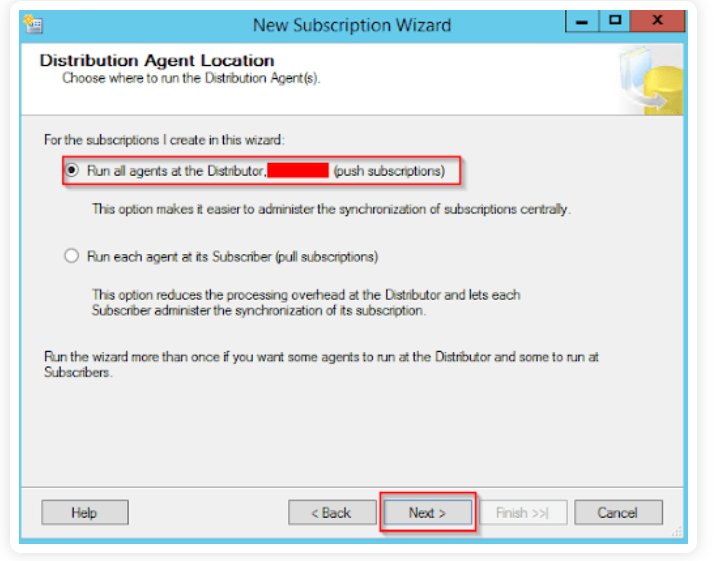 New Subscription Wizard
Distribution Agent Location
Choose where to run the Distribution Agent(s).
For the subscriptions I create in this wizard:
Run all agents at the Distributor, (push subscriptions)
This option makes it easier to administer the synchronization of subscriptions centrally.
Run each agent at its Subscriber (pull subscriptions)
This option reduces the processing overhead at the Distributor and lets each
Subscriber administer the synchronization of its subscription.
Run the wizard more than once if you want some agents to run at the Distributor and some to run at
Subscribers.
Help
< Back
Next >
Finish >>|
Cancel